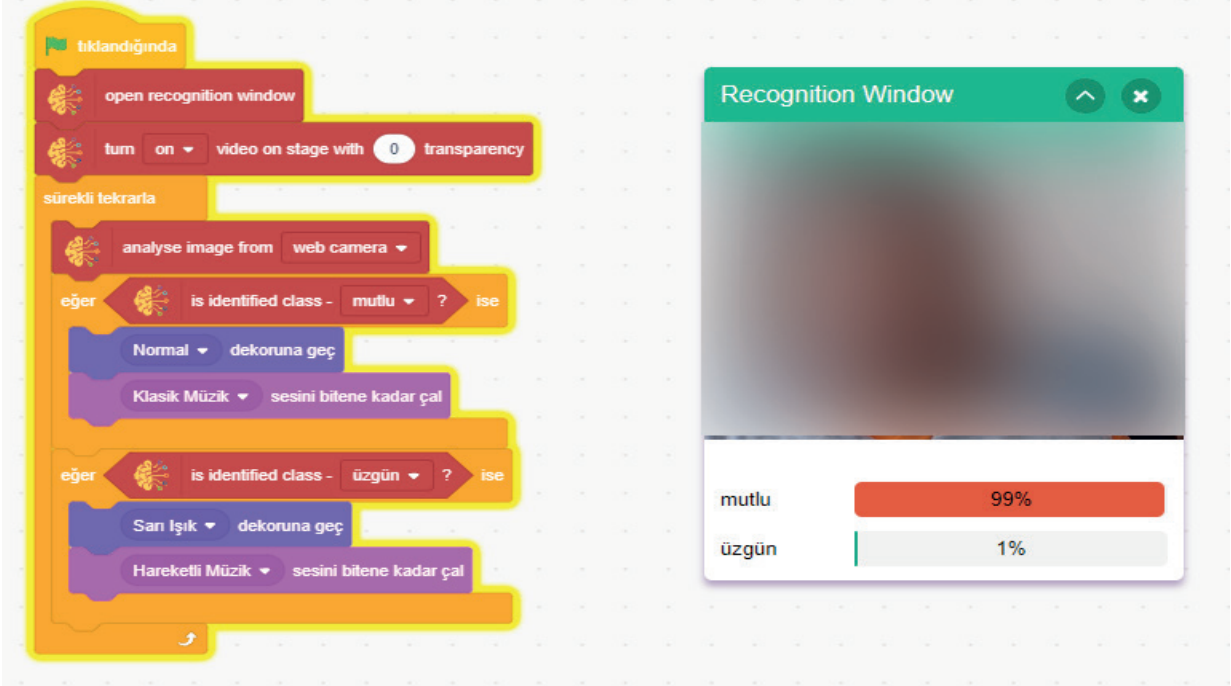 tıklandığında
open recognition window
turn on video on stage with 0 transparency
sürekli tekrarla
analyse image from web camera
eğer is identified class - mutlu ? ise
Normal dekoruna geç
Klasik Müzik sesini bitene kadar çal
eğer is identified class - üzgün ? ise
Sarı Işık dekoruna geç
Hareketli Müzik sesini bitene kadar çal
Recognition Window
mutlu 99%
üzgün 1%